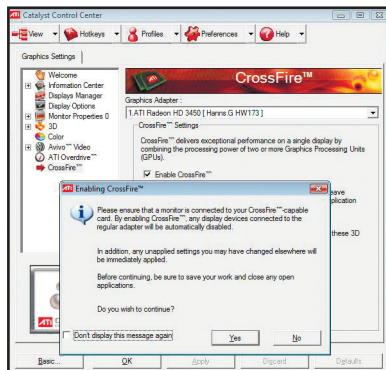 ATI Catalyst Control Center
View Hotkeys Profiles Preferences Help
Graphics Settings
Welcome
Information Center
Displays Manager
Display Options
Monitor Properties 0
3D
Color
Avivo™ Video
ATI Overdrive™
CrossFire™
CrossFire™
Graphics Adapter :
1.ATI Radeon HD 3450 [ Hanns.G HW173 ]
CrossFire™ Settings
CrossFire™ delivers exceptional performance on a single display by
combining the processing power of two or more Graphics Processing Units
(GPUs).
Enable CrossFire™
eave
plication
these 3D
ATI Enabling CrossFire™
Please ensure that a monitor is connected to your CrossFire™-capable
card. By enabling CrossFire™, any display devices connected to the
regular adapter will be automatically disabled.
In addition, any unapplied settings you may have changed elsewhere will
be immediately applied.
Before continuing, be sure to save your work and close any open
applications.
Do you wish to continue?
Don't display this message again
Yes No
ATI
Basic... OK Apply Discard Defaults